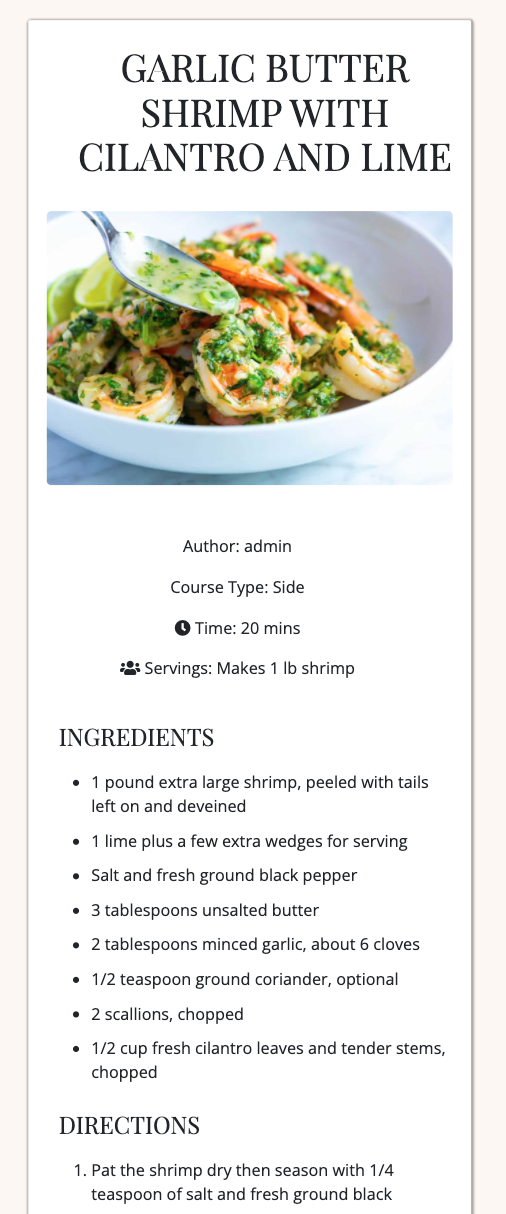 GARLIC BUTTER
SHRIMP WITH
CILANTRO AND LIME
Author: admin
Course Type: Side
Time: 20 mins
Servings: Makes 1 lb shrimp
INGREDIENTS
• 1 pound extra large shrimp, peeled with tails
left on and deveined
• 1 lime plus a few extra wedges for serving
• Salt and fresh ground black pepper
• 3 tablespoons unsalted butter
• 2 tablespoons minced garlic, about 6 cloves
• 1/2 teaspoon ground coriander, optional
• 2 scallions, chopped
• 1/2 cup fresh cilantro leaves and tender stems,
chopped
DIRECTIONS
1. Pat the shrimp dry then season with 1/4
teaspoon of salt and fresh ground black